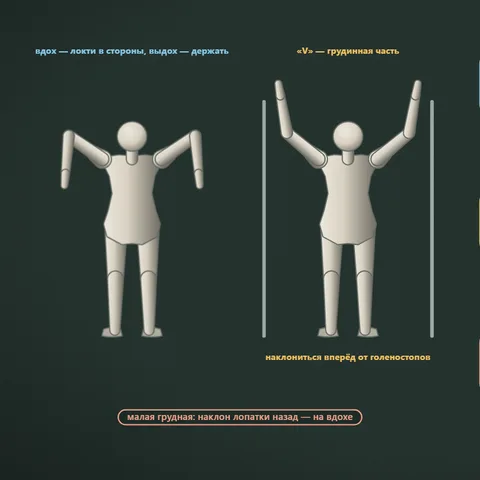 вдох — локти в стороны, выдох — держать
«V» — грудинная часть
наклониться вперёд от голеностопов
малая грудная: наклон лопатки назад — на вдохе